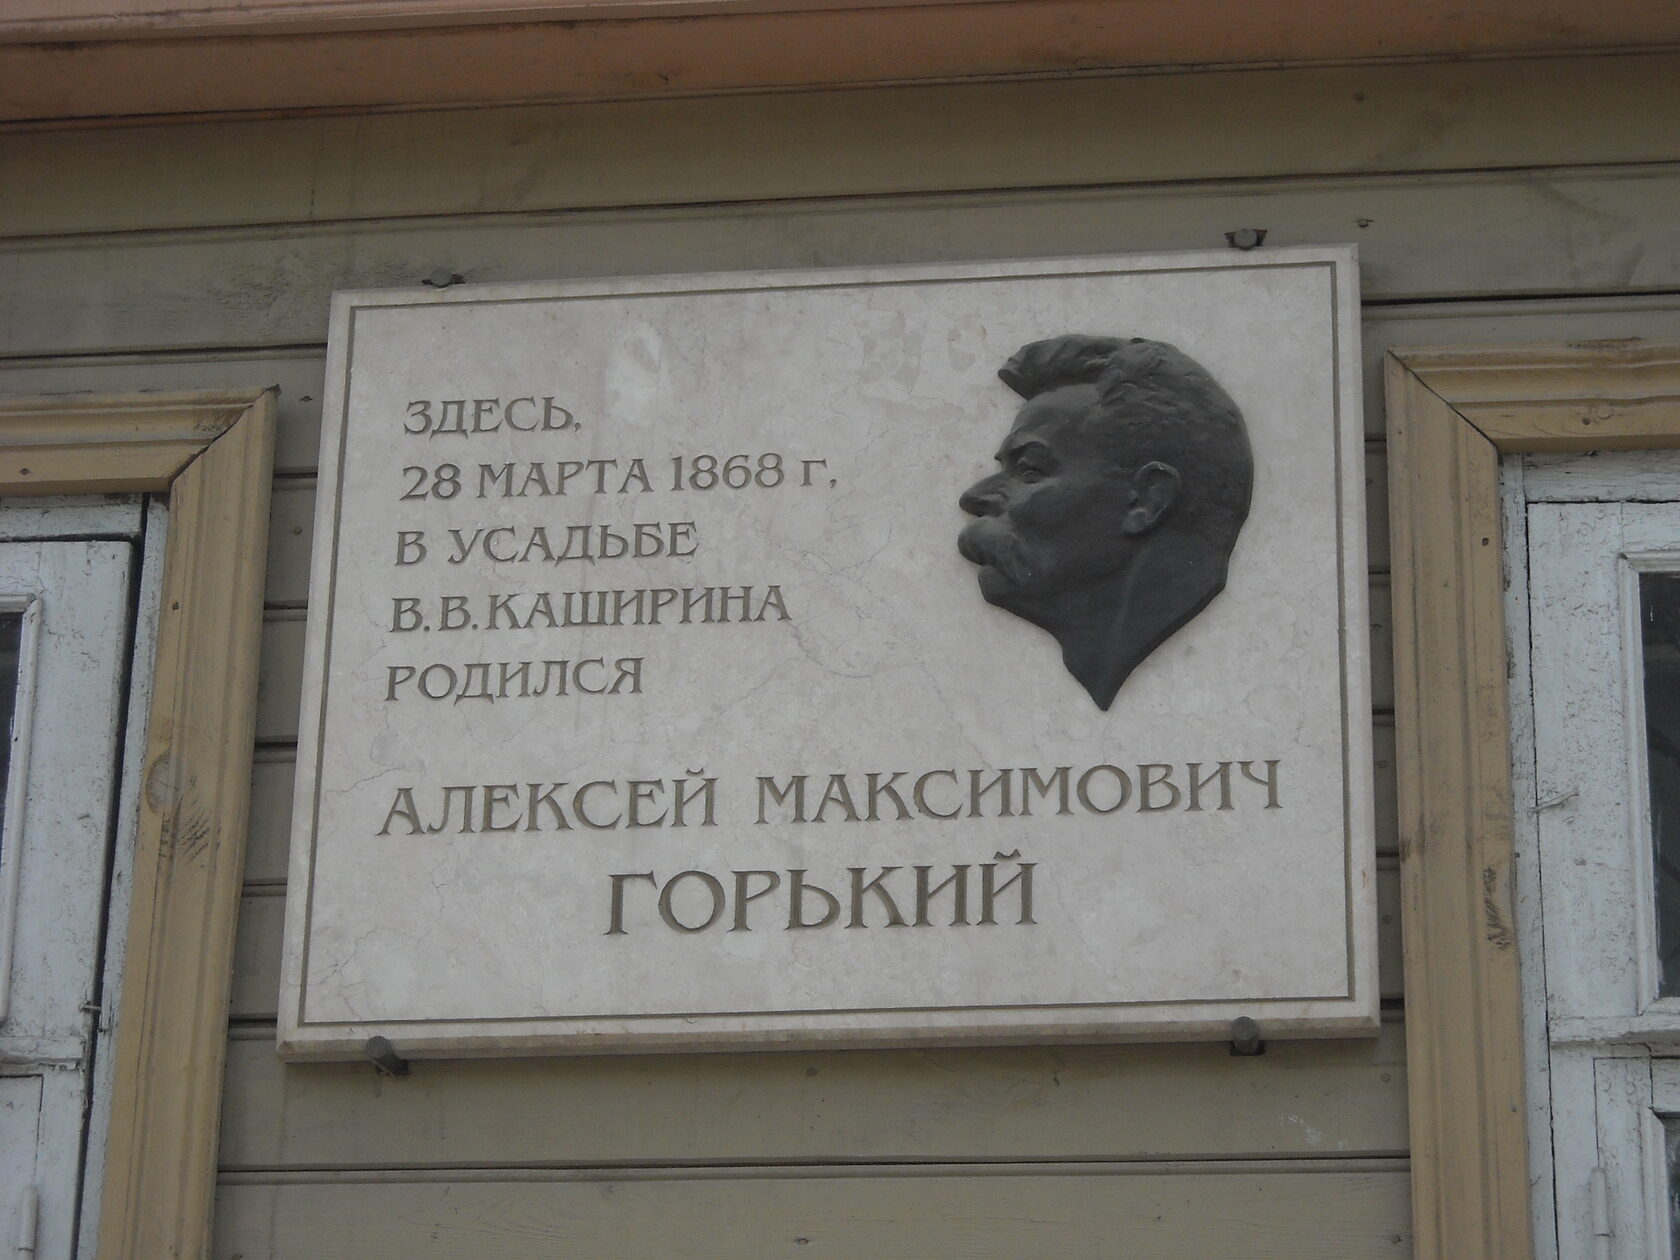 ЗДЕСЬ,
28 МАРТА 1868 Г.,
В УСАДЬБЕ
В.В.КАШИРИНА
РОДИЛСЯ
АЛЕКСЕЙ МАКСИМОВИЧ
ГОРЬКИЙ